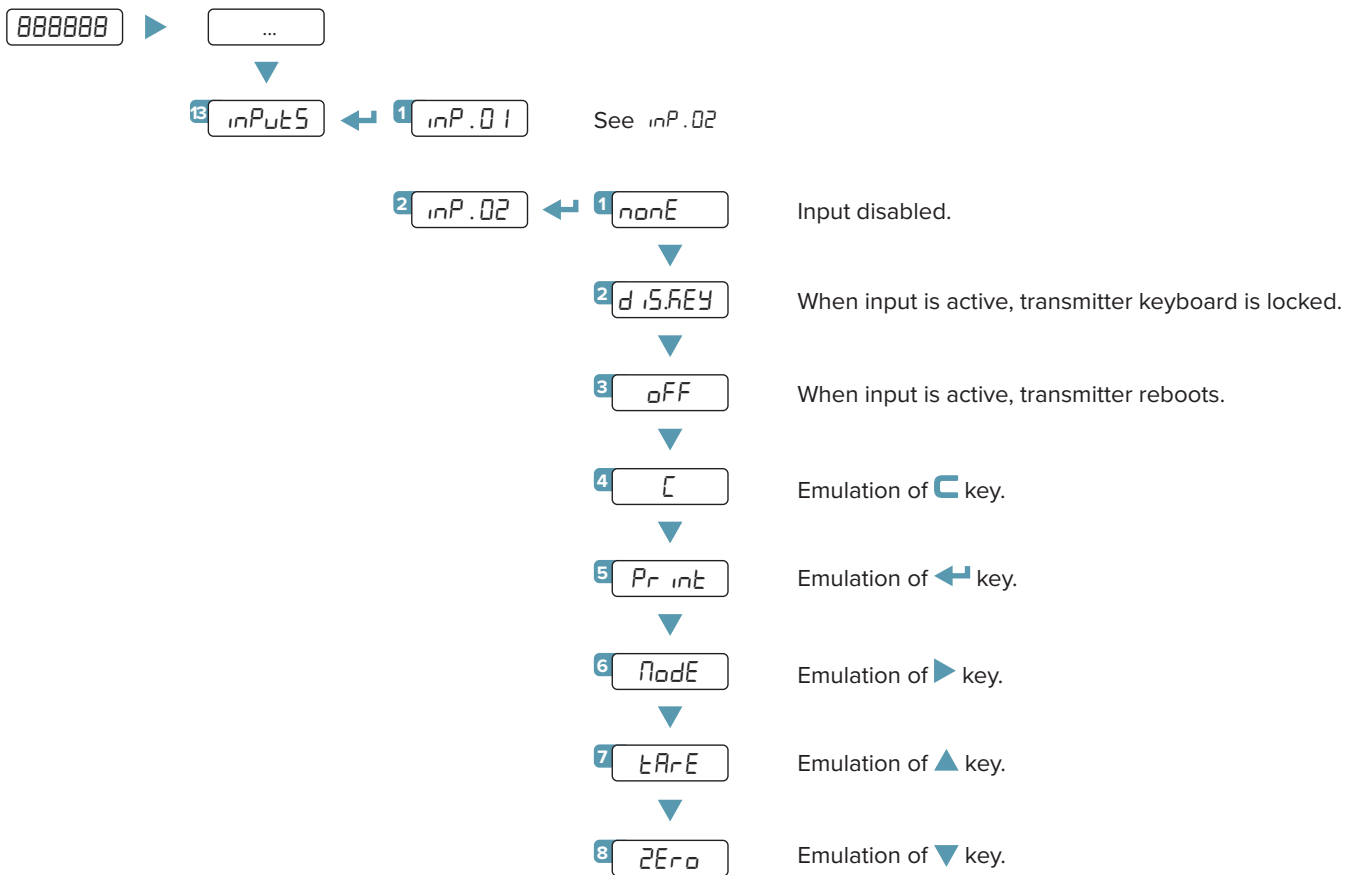 888888 ...
13 inPutS 1 inP.01 See inP.02
2 inP.02 1 nonE Input disabled.
2 diS.KEY When input is active, transmitter keyboard is locked.
3 oFF When input is active, transmitter reboots.
4 C Emulation of C key.
5 Print Emulation of key.
6 ModE Emulation of key.
7 tArE Emulation of key.
8 ZEro Emulation of key.